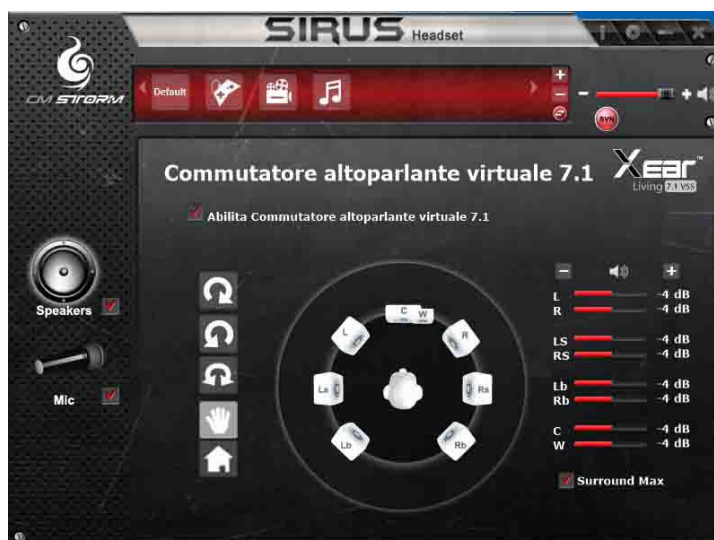 SIRUS Headset
CM STORM
Default
SVN
Commutatore altoparlante virtuale 7.1
Xear™
Living 7.1 VSS
Abilita Commutatore altoparlante virtuale 7.1
Speakers
Mic
C W
L R
Ls Rs
Lb Rb
L -4 dB
R -4 dB
LS -4 dB
RS -4 dB
Lb -4 dB
Rb -4 dB
C -4 dB
W -4 dB
Surround Max